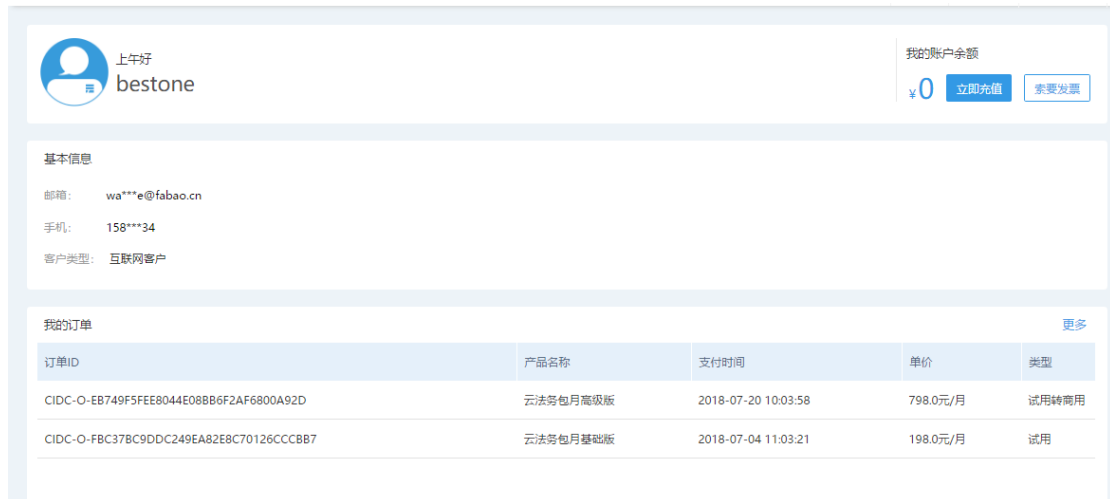 上午好
bestone
我的账户余额
¥0 立即充值 索要发票
基本信息
邮箱: wa***e@fabao.cn
手机: 158***34
客户类型: 互联网客户
我的订单 更多
订单ID 产品名称 支付时间 单价 类型
CIDC-O-EB749F5FEE8044E08BB6F2AF6800A92D 云法务包月高级版 2018-07-20 10:03:58 798.0元/月 试用转商用
CIDC-O-FBC37BC9DDC249EA82E8C70126CCCBB7 云法务包月基础版 2018-07-04 11:03:21 198.0元/月 试用